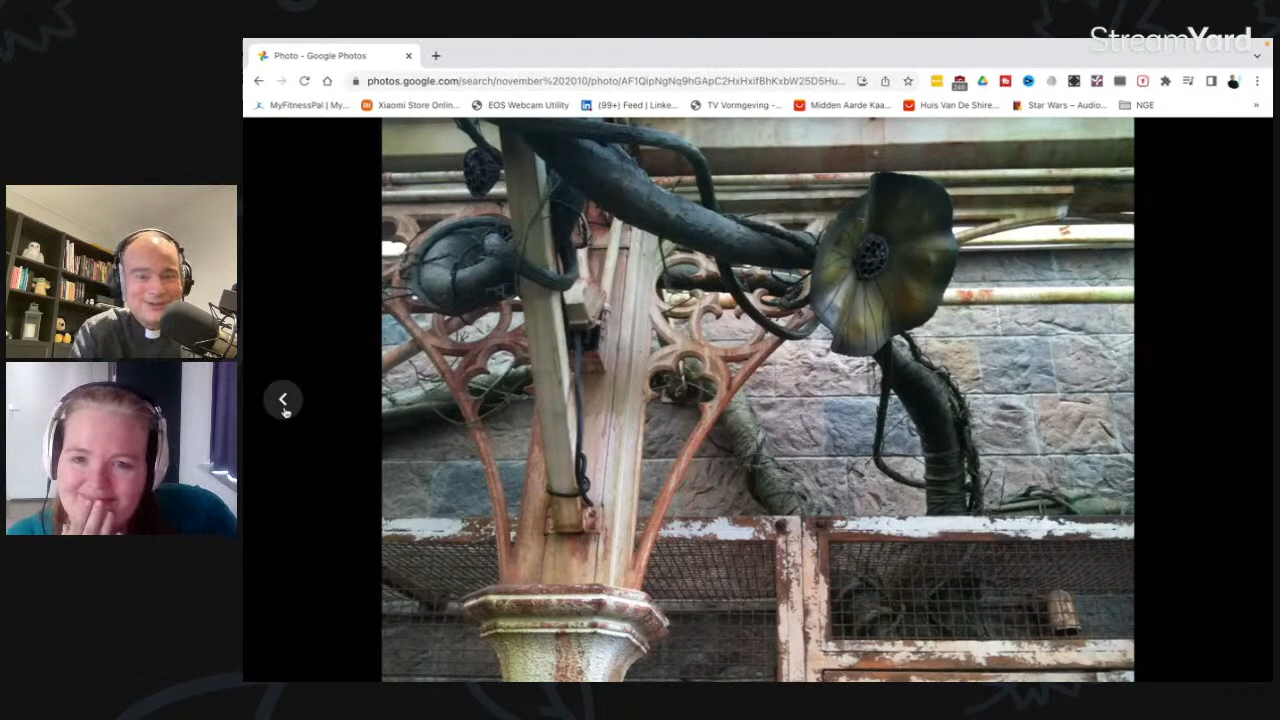 StreamYard
Photo - Google Photos
photos.google.com/search/november%202010/photo/AF1QipNgNq9hGApC2HxHxifBhKxbW25D5Hu...
246
MyFitnessPal | My...
Xiaomi Store Onlin...
EOS Webcam Utility
(99+) Feed | Linke...
TV Vormgeving -...
Midden Aarde Kaa...
Huis Van De Shire...
Star Wars – Audio...
NGE